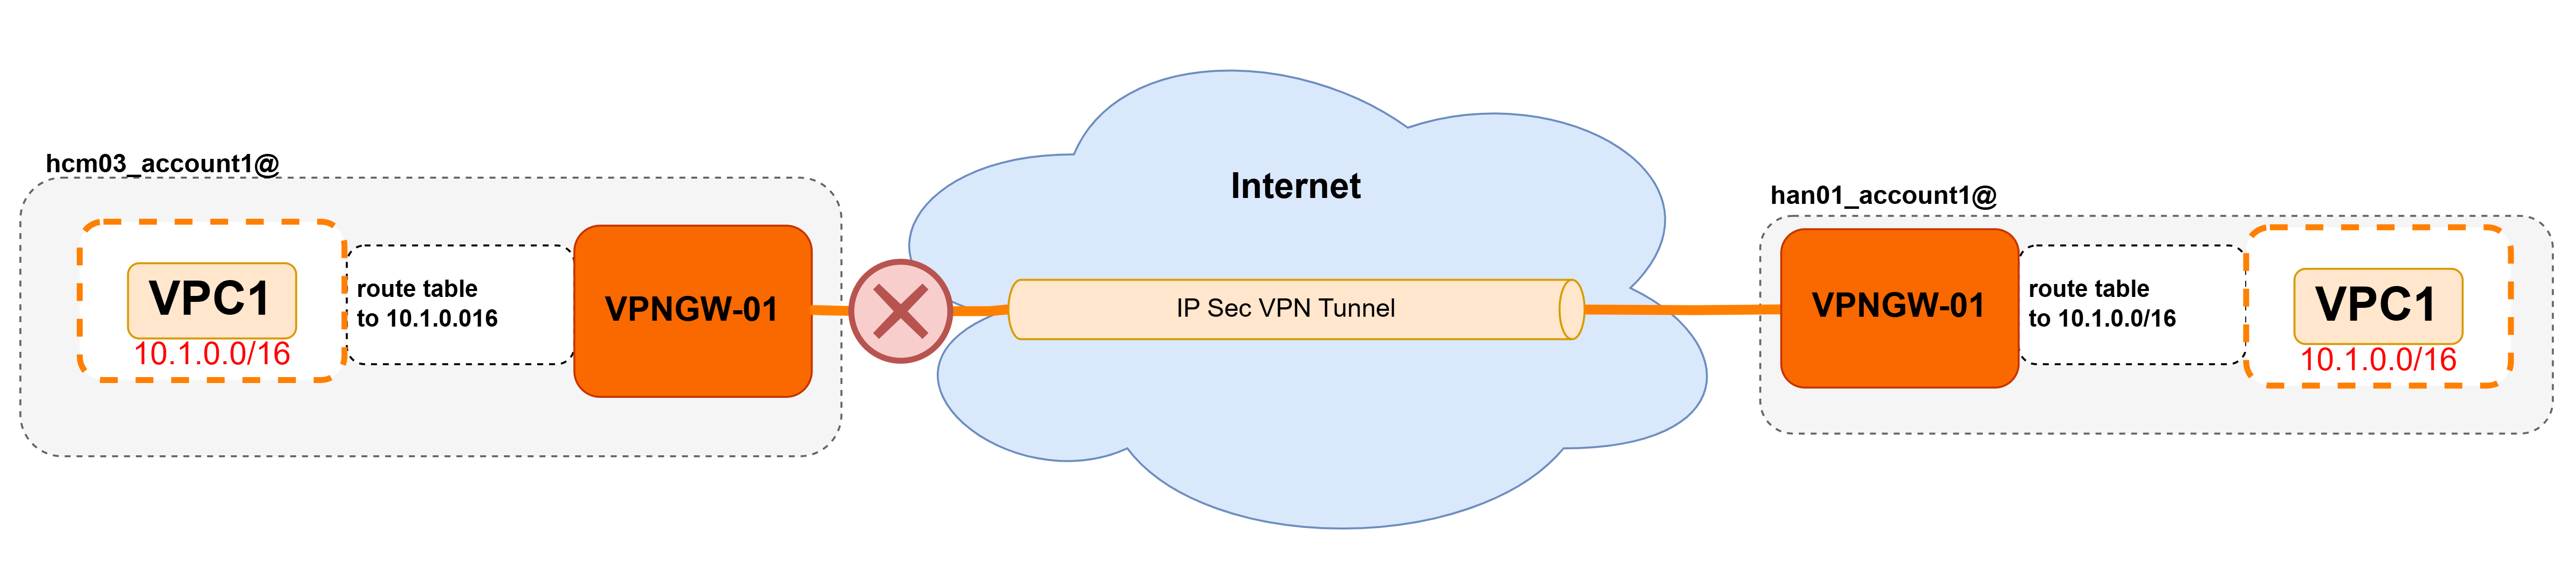 hcm03_account1@
VPC1
10.1.0.0/16
route table
to 10.1.0.016
VPNGW-01
Internet
IP Sec VPN Tunnel
han01_account1@
VPNGW-01
route table
to 10.1.0.0/16
VPC1
10.1.0.0/16